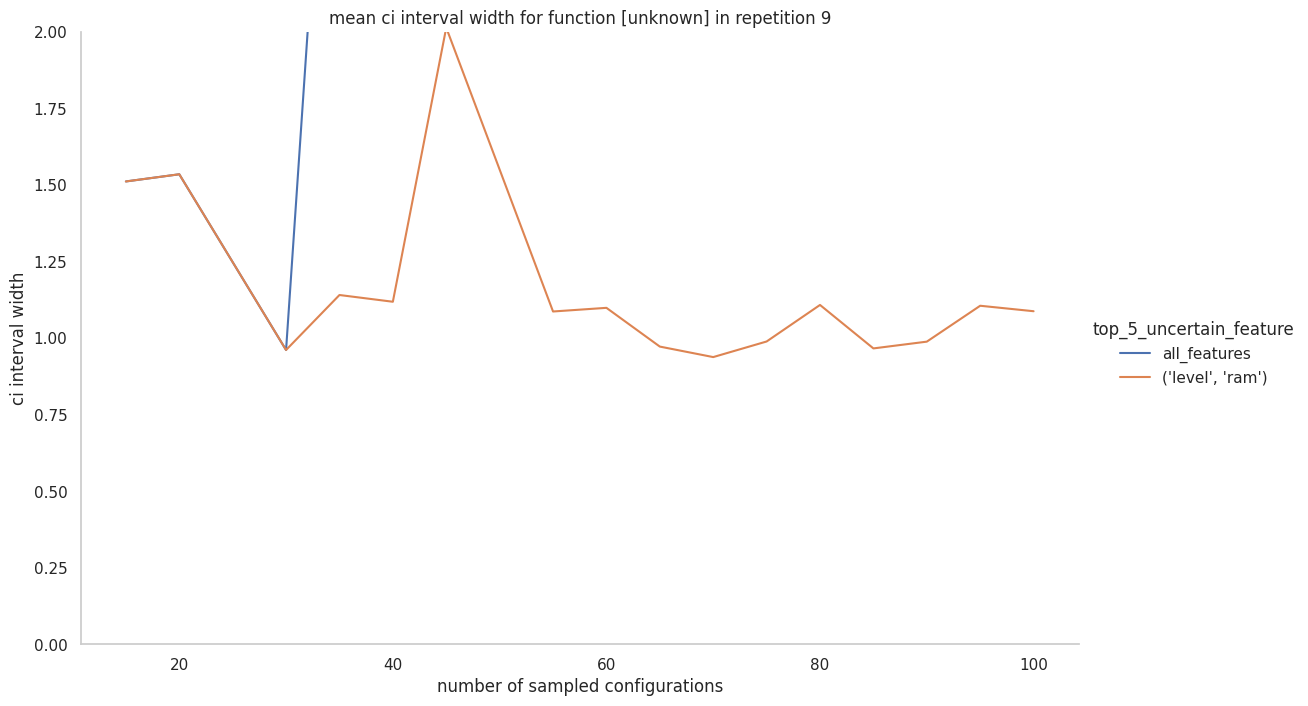 mean ci interval width for function [unknown] in repetition 9
2.00
1.75
1.50
1.25
1.00
0.75
0.50
0.25
0.00
ci interval width
20
40
60
80
100
number of sampled configurations
top_5_uncertain_feature
all_features
('level', 'ram')